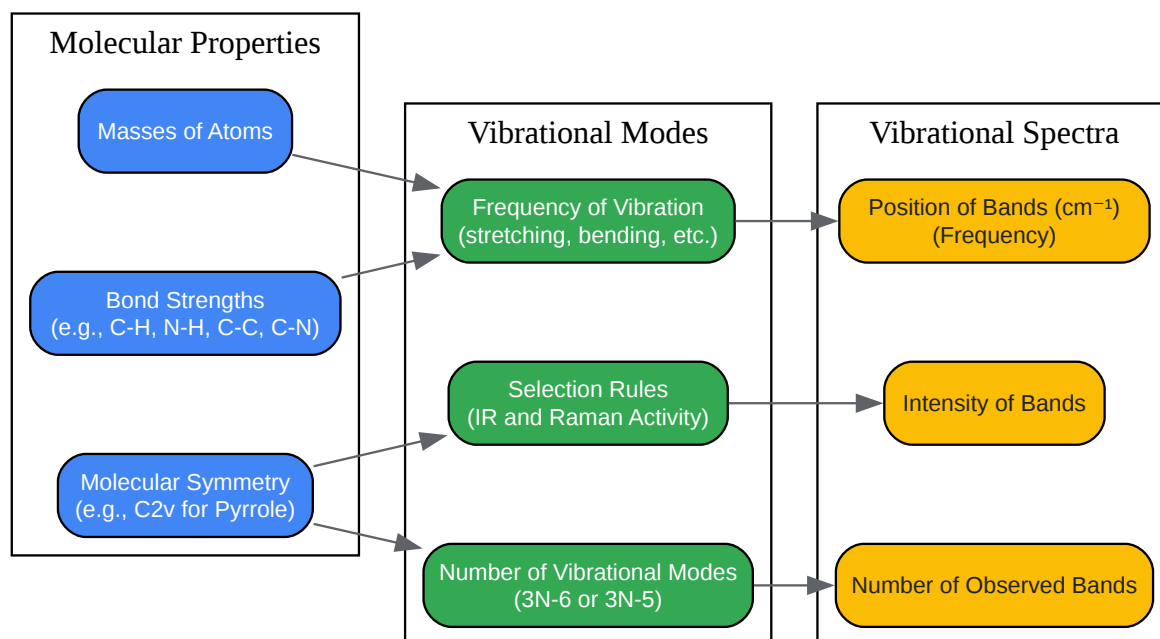 Molecular Properties
Masses of Atoms
Bond Strengths
(e.g., C-H, N-H, C-C, C-N)
Molecular Symmetry
(e.g., C2v for Pyrrole)
Vibrational Modes
Frequency of Vibration
(stretching, bending, etc.)
Selection Rules
(IR and Raman Activity)
Number of Vibrational Modes
(3N-6 or 3N-5)
Vibrational Spectra
Position of Bands (cm⁻¹)
(Frequency)
Intensity of Bands
Number of Observed Bands